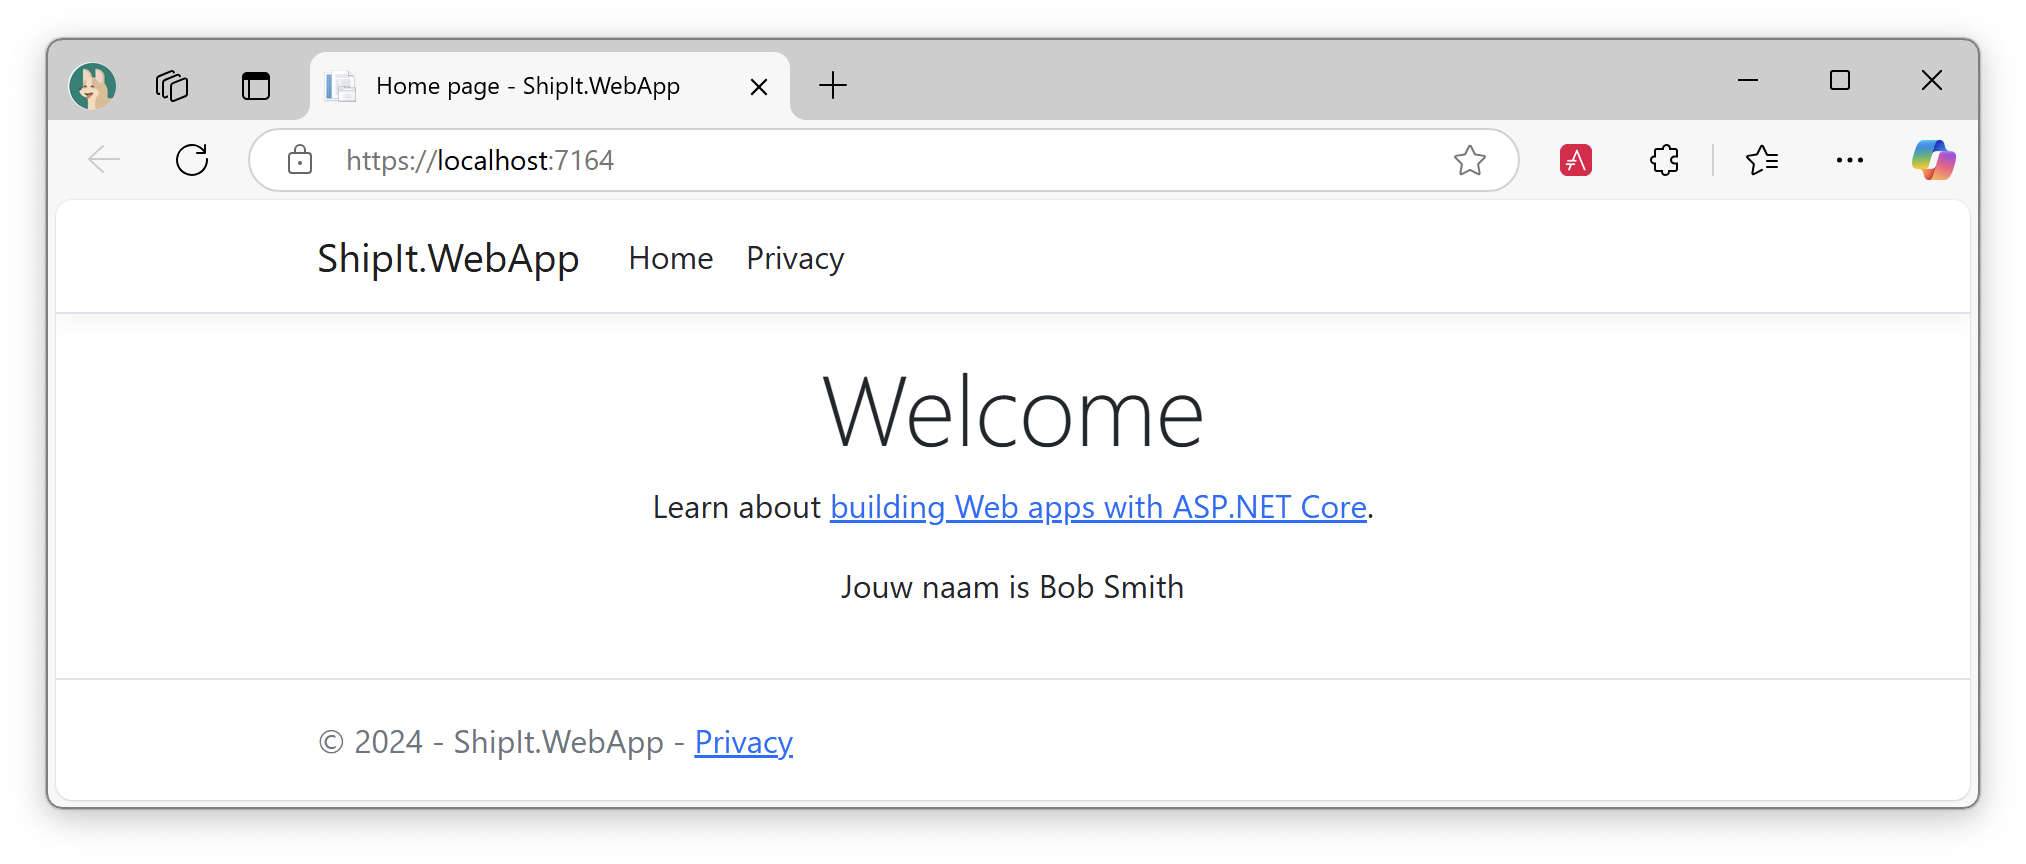 Home page - ShipIt.WebApp
https://localhost:7164
ShipIt.WebApp Home Privacy
Welcome
Learn about building Web apps with ASP.NET Core.
Jouw naam is Bob Smith
© 2024 - ShipIt.WebApp - Privacy